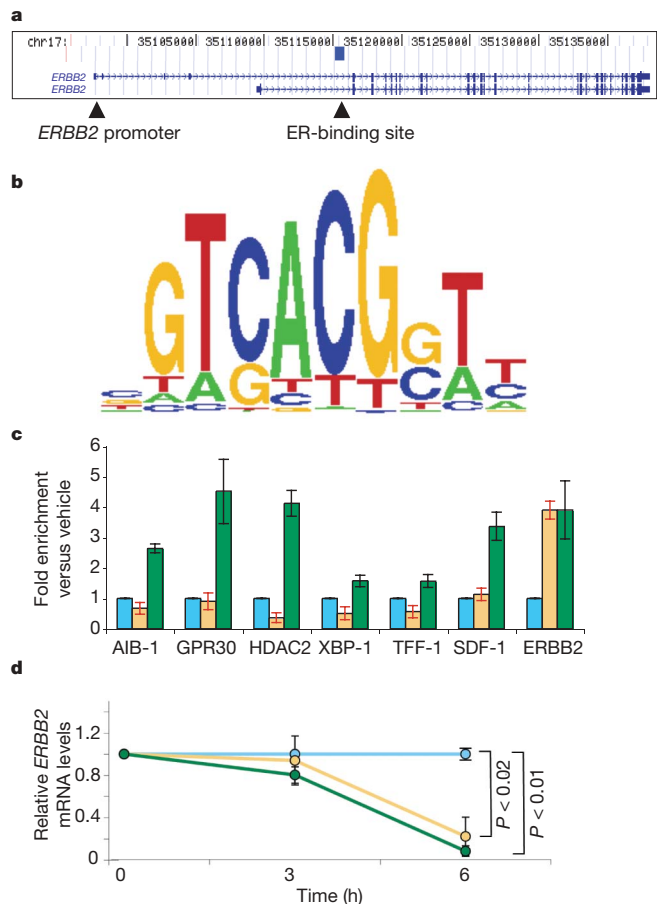 a
chr17: 35105000 35110000 35115000 35120000 35125000 35130000 35135000
ERBB2
ERBB2
ERBB2 promoter
ER-binding site
b
GTCACGGTT
c
Fold enrichment
versus vehicle
6
5
4
3
2
1
0
AIB-1 GPR30 HDAC2 XBP-1 TFF-1 SDF-1 ERBB2
d
Relative ERBB2
mRNA levels
1.2
0.8
0.4
0
P < 0.02
P < 0.01
0 3 6
Time (h)